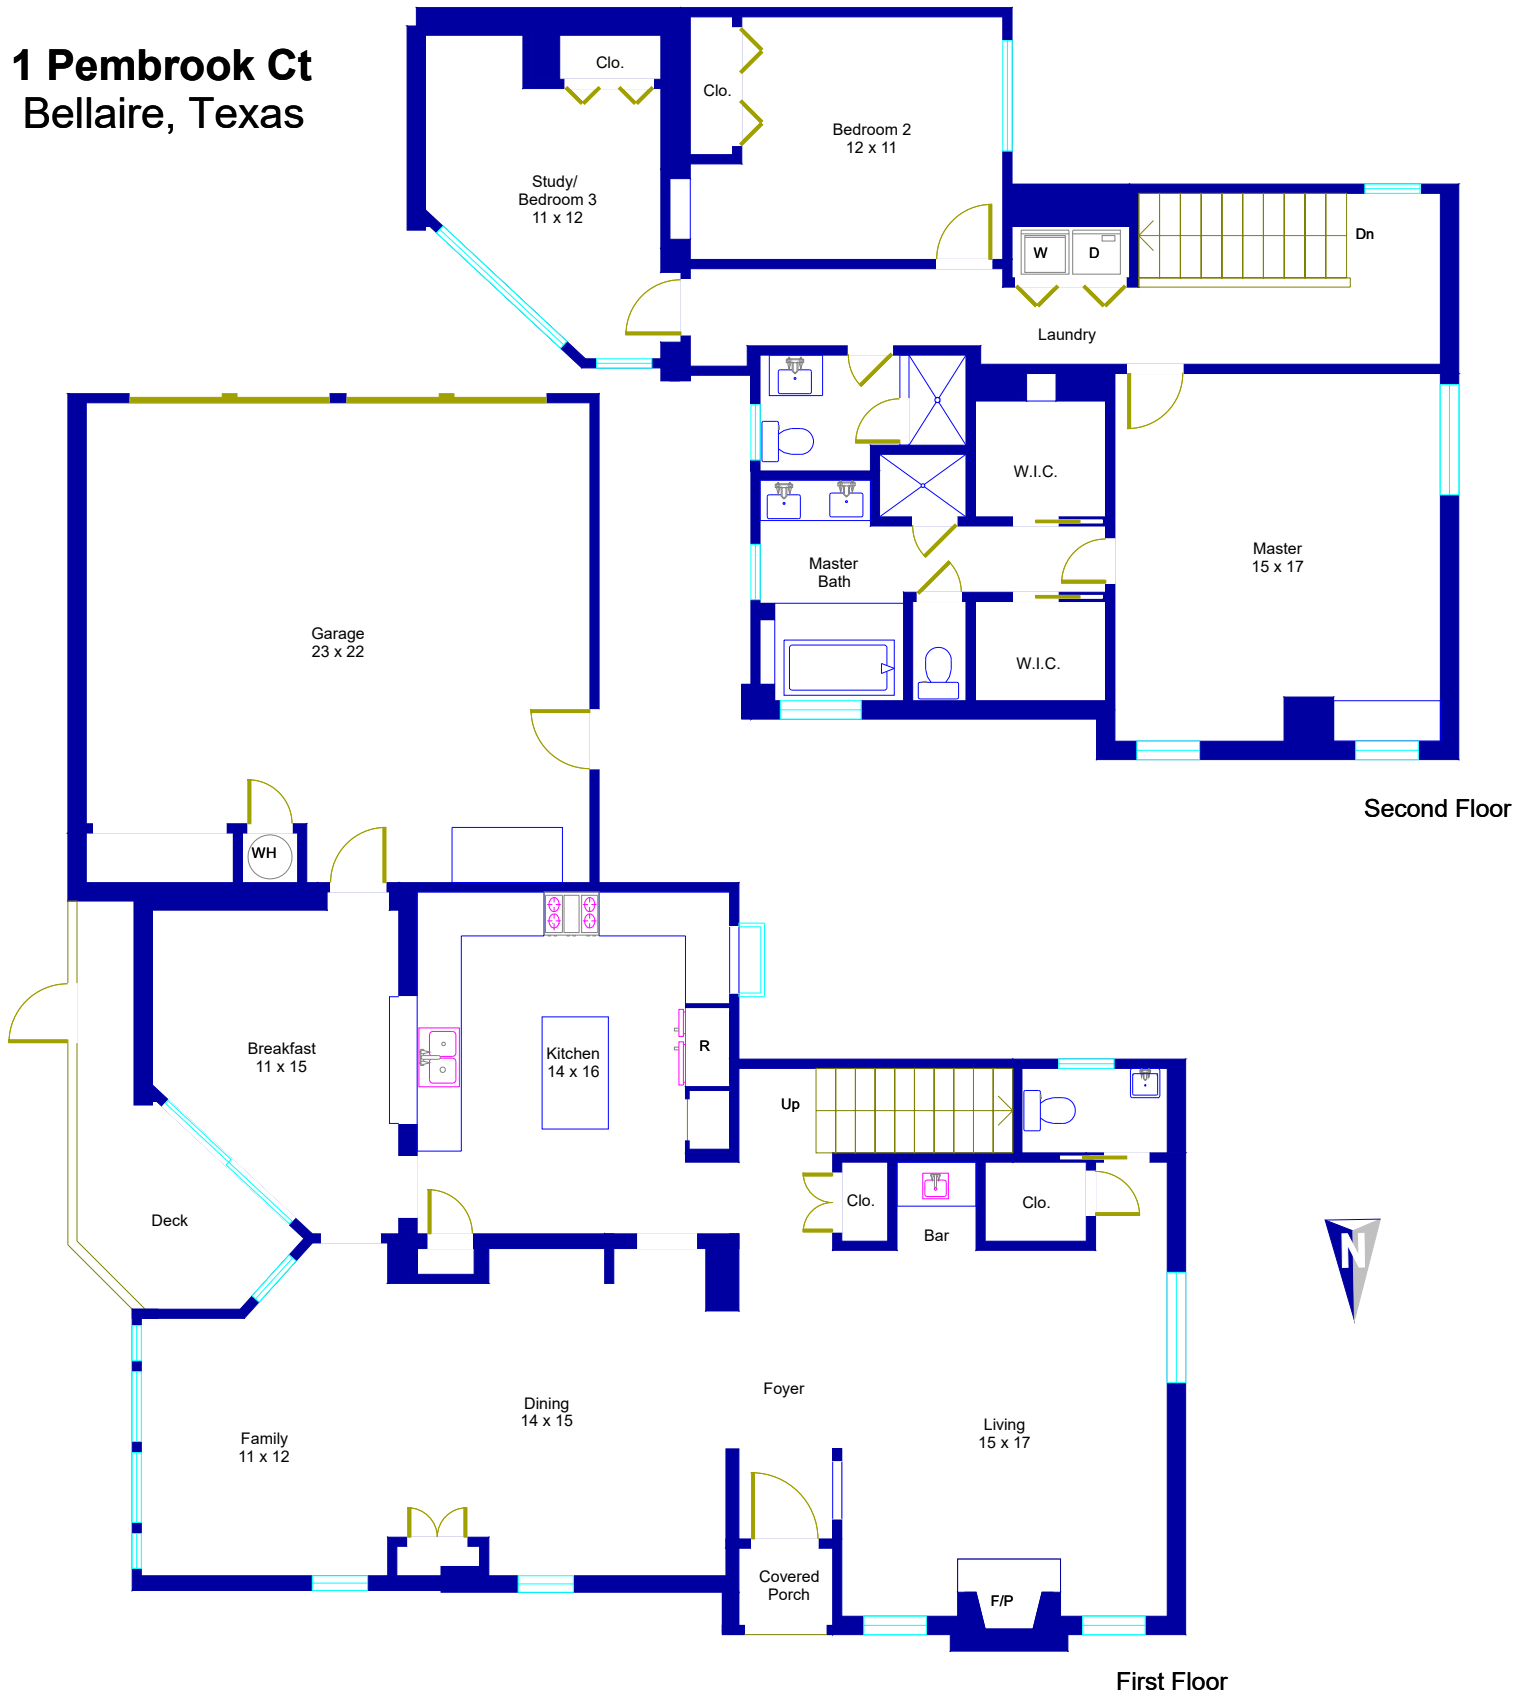 1 Pembrook Ct
Bellaire, Texas
Clo.
Clo.
Bedroom 2
12 x 11
Study/
Bedroom 3
11 x 12
W
D
Dn
Laundry
W.I.C.
Master
15 x 17
Master
Bath
W.I.C.
Second Floor
Garage
23 x 22
WH
Breakfast
11 x 15
Kitchen
14 x 16
R
Up
Clo.
Clo.
Bar
Deck
N
Foyer
Dining
14 x 15
Family
11 x 12
Living
15 x 17
Covered
Porch
F/P
First Floor